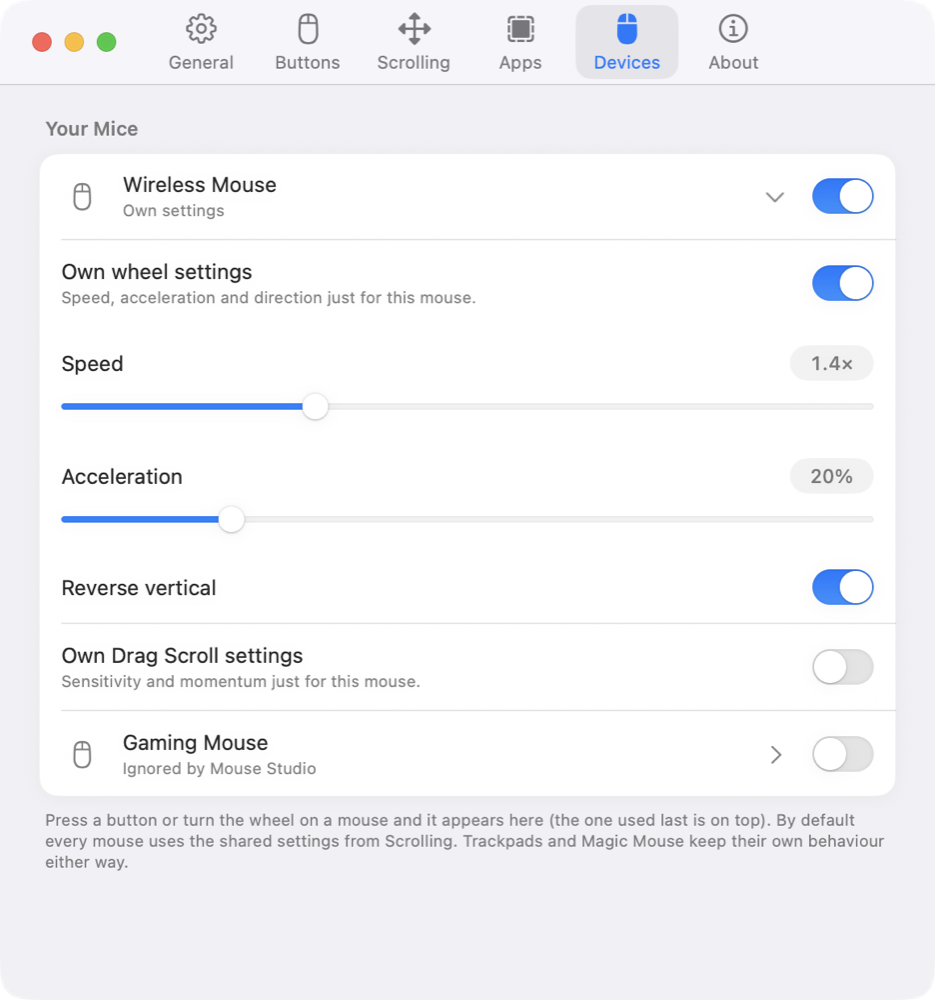 General
Buttons
Scrolling
Apps
Devices
About
Your Mice
Wireless Mouse
Own settings
Own wheel settings
Speed, acceleration and direction just for this mouse.
Speed
1.4×
Acceleration
20%
Reverse vertical
Own Drag Scroll settings
Sensitivity and momentum just for this mouse.
Gaming Mouse
Ignored by Mouse Studio
Press a button or turn the wheel on a mouse and it appears here (the one used last is on top). By default
every mouse uses the shared settings from Scrolling. Trackpads and Magic Mouse keep their own behaviour
either way.